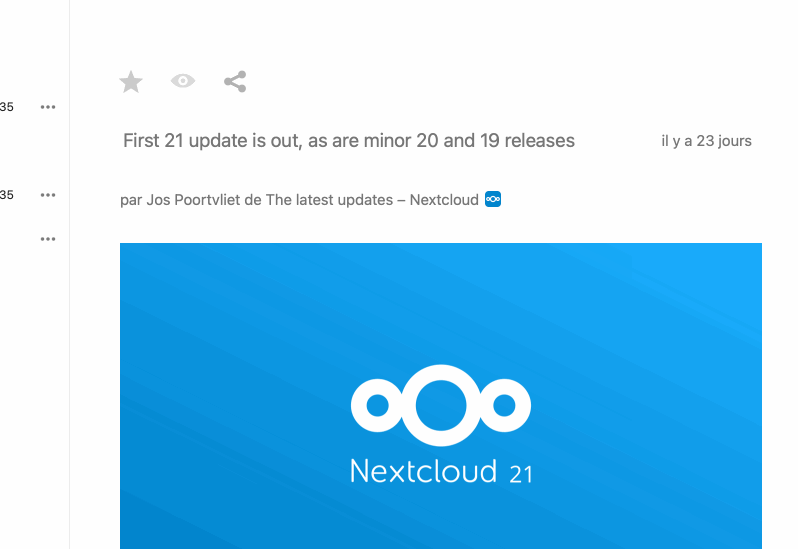 35
First 21 update is out, as are minor 20 and 19 releases
il y a 23 jours
35
par Jos Poortvliet de The latest updates – Nextcloud
Nextcloud 21